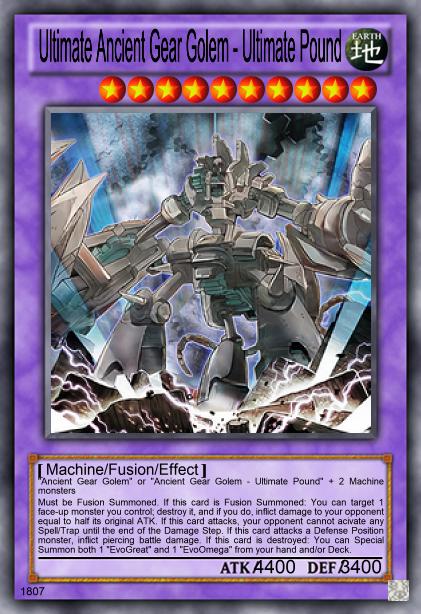 Ultimate Ancient Gear Golem - Ultimate Pound
EARTH
地
[ Machine/Fusion/Effect ]
"Ancient Gear Golem" or "Ancient Gear Golem - Ultimate Pound" + 2 Machine
monsters
Must be Fusion Summoned. If this card is Fusion Summoned: You can target 1
face-up monster you control; destroy it, and if you do, inflict damage to your opponent
equal to half its original ATK. If this card attacks, your opponent cannot acivate any
Spell/Trap until the end of the Damage Step. If this card attacks a Defense Position
monster, inflict piercing battle damage. If this card is destroyed: You can Special
Summon both 1 "EvoGreat" and 1 "EvoOmega" from your hand and/or Deck.
ATK 4400 DEF 3400
1807